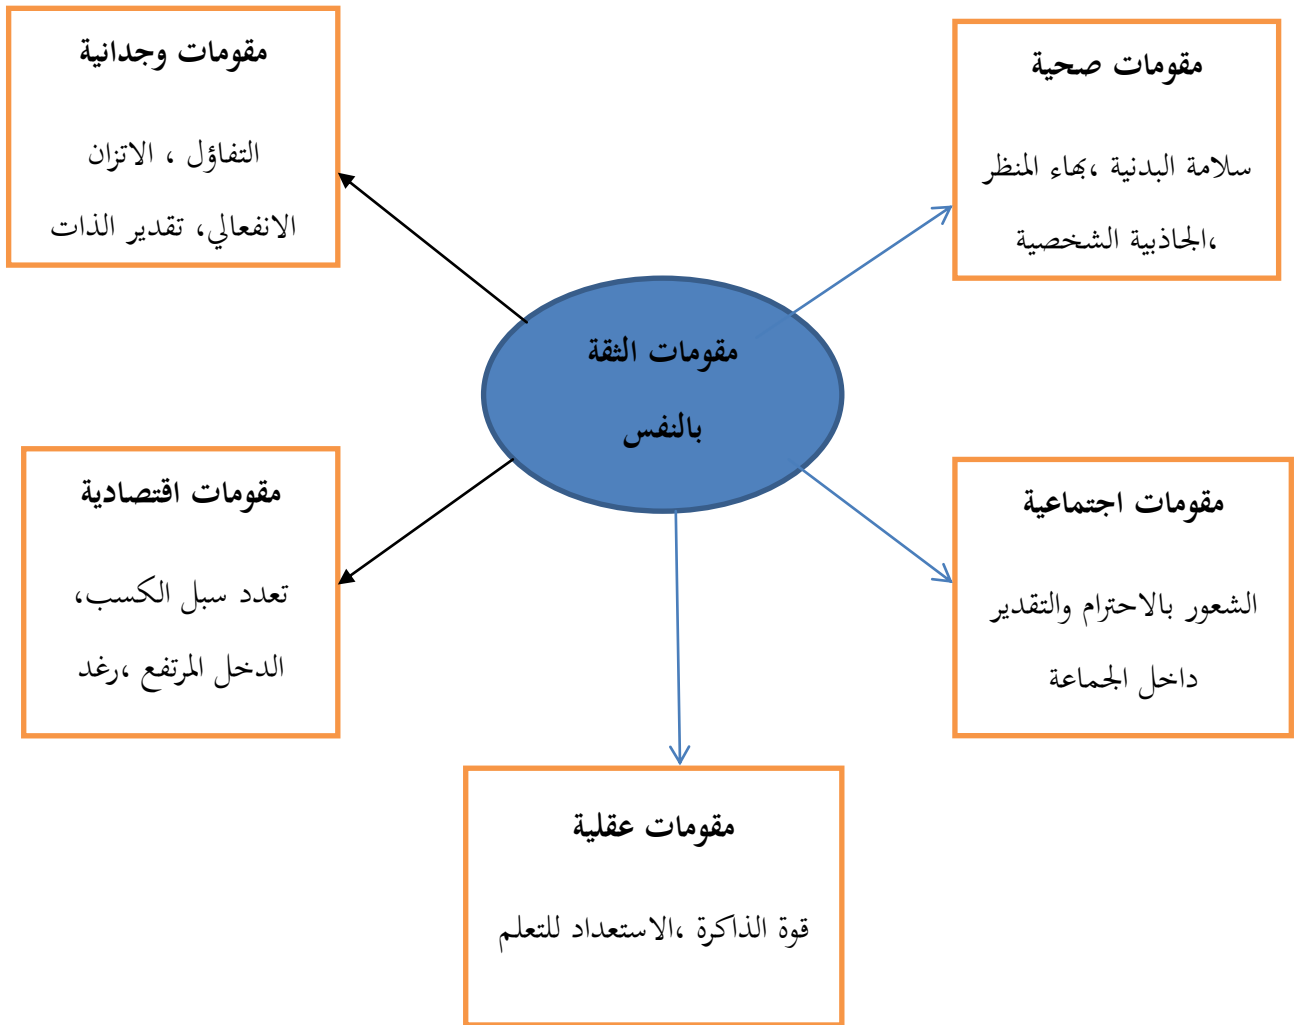 مقومات صحية
سلامة البدنية ،بهاء المنظر
،الجاذبية الشخصية
مقومات وجدانية
التفاؤل ، الاتزان
الانفعالي، تقدير الذات
مقومات الثقة
بالنفس
مقومات اجتماعية
الشعور بالاحترام والتقدير
داخل الجماعة
مقومات اقتصادية
تعدد سبل الكسب،
الدخل المرتفع ،رغد
مقومات عقلية
قوة الذاكرة ،الاستعداد للتعلم